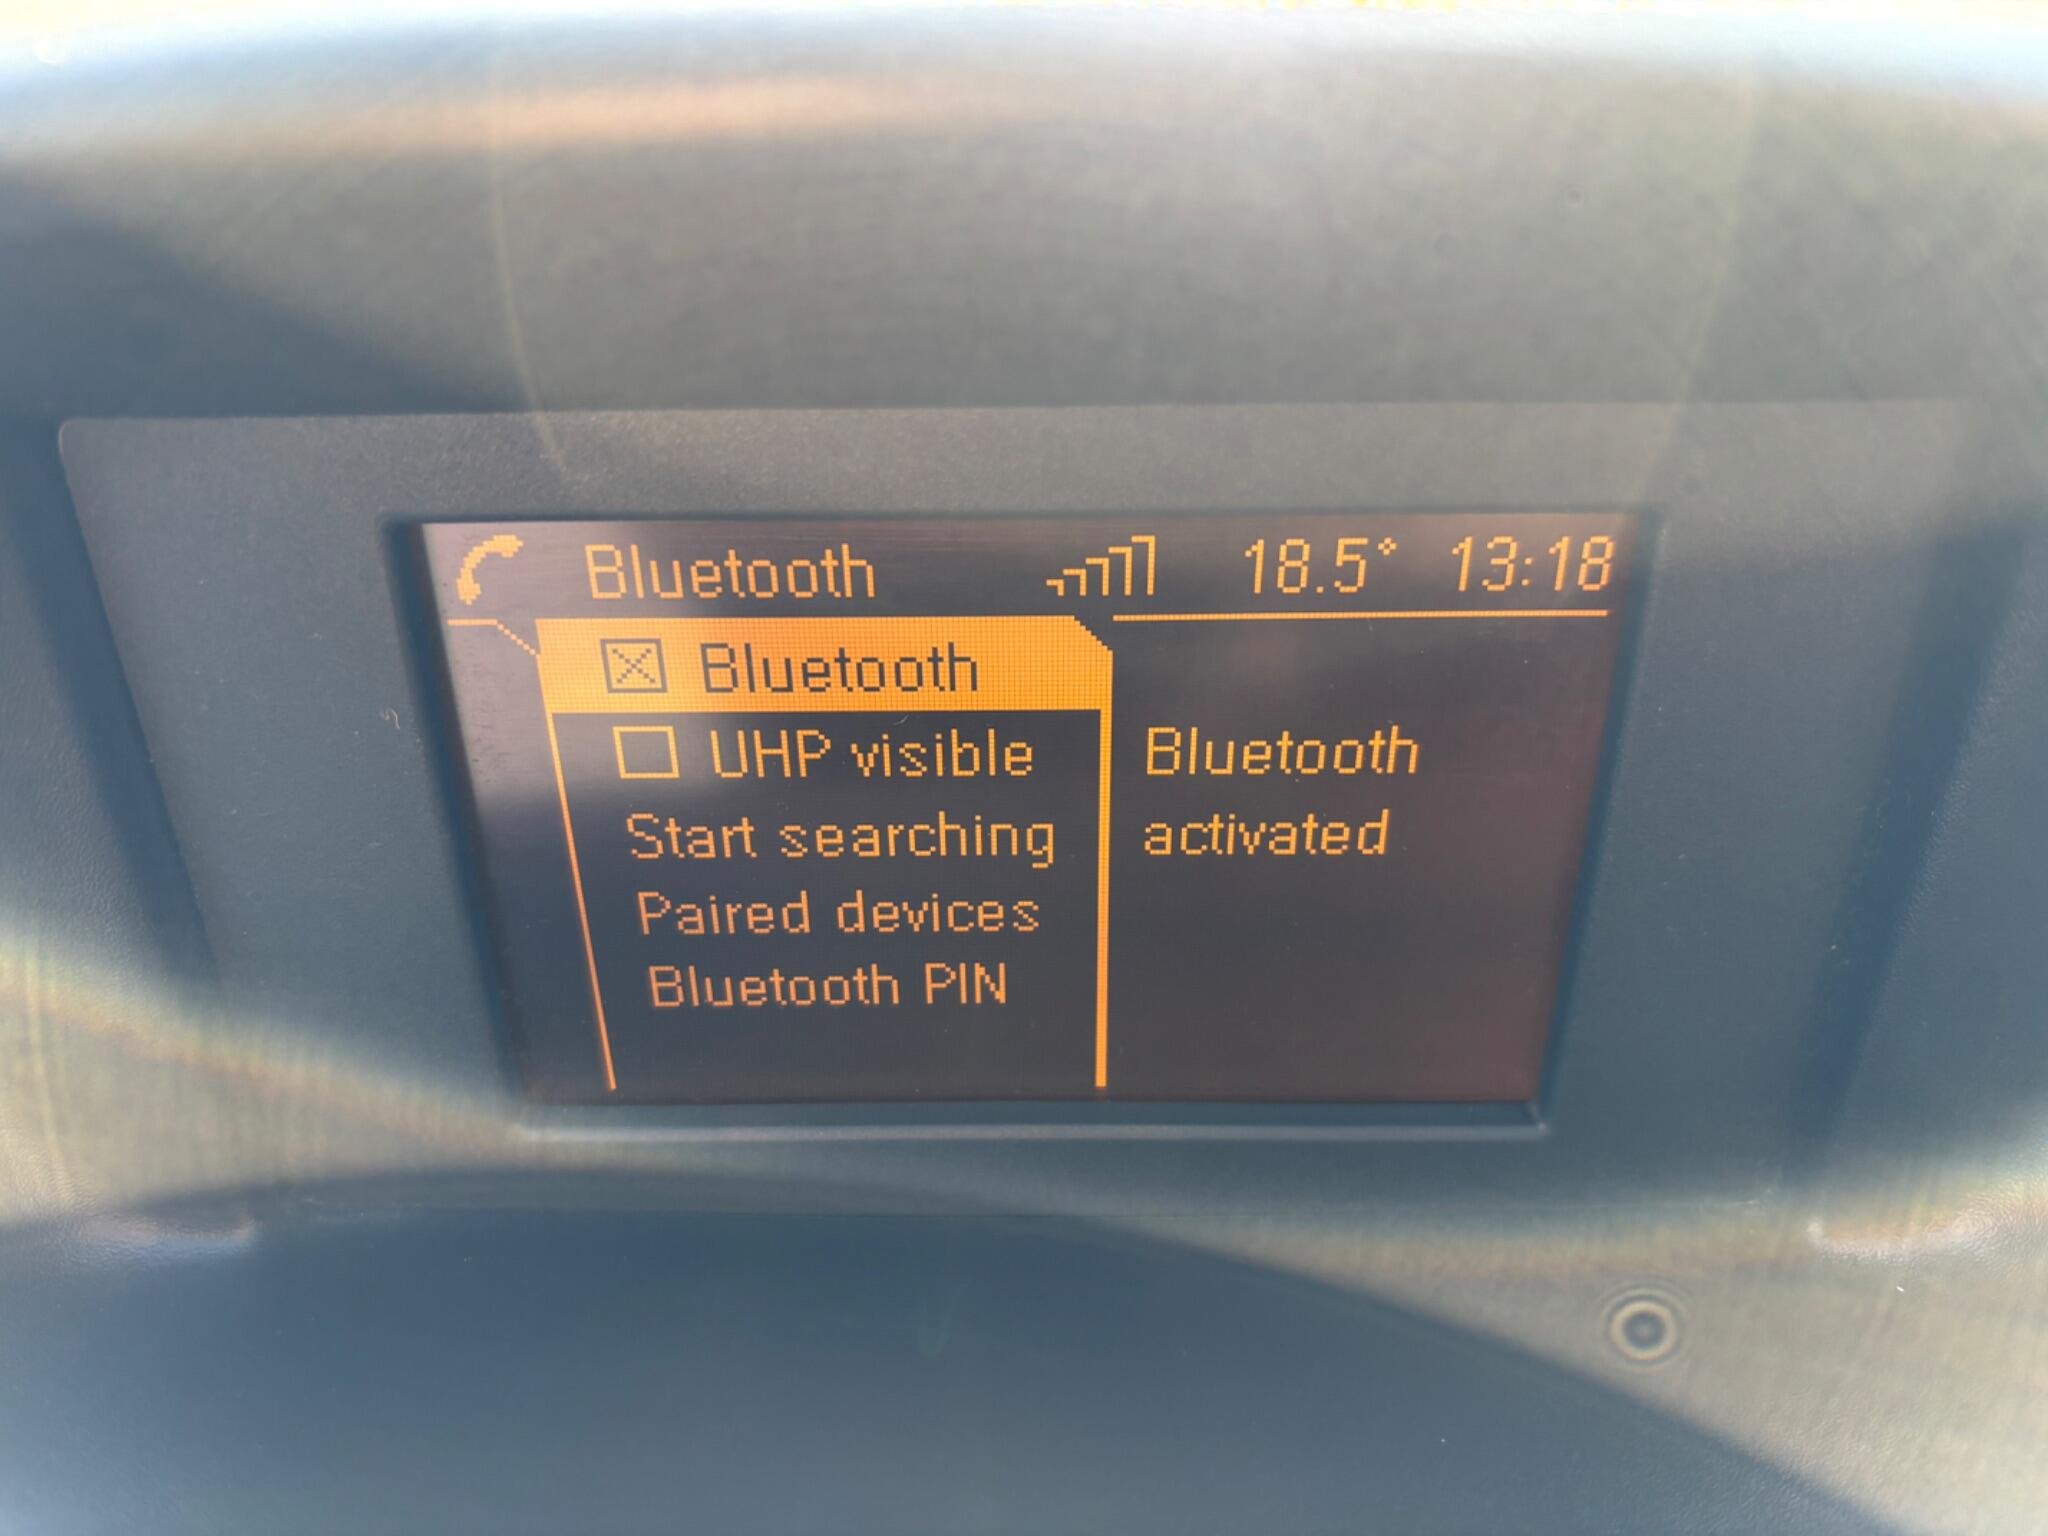 Bluetooth 18.5° 13:18
Bluetooth
UHP visible
Start searching
Paired devices
Bluetooth PIN
Bluetooth
activated